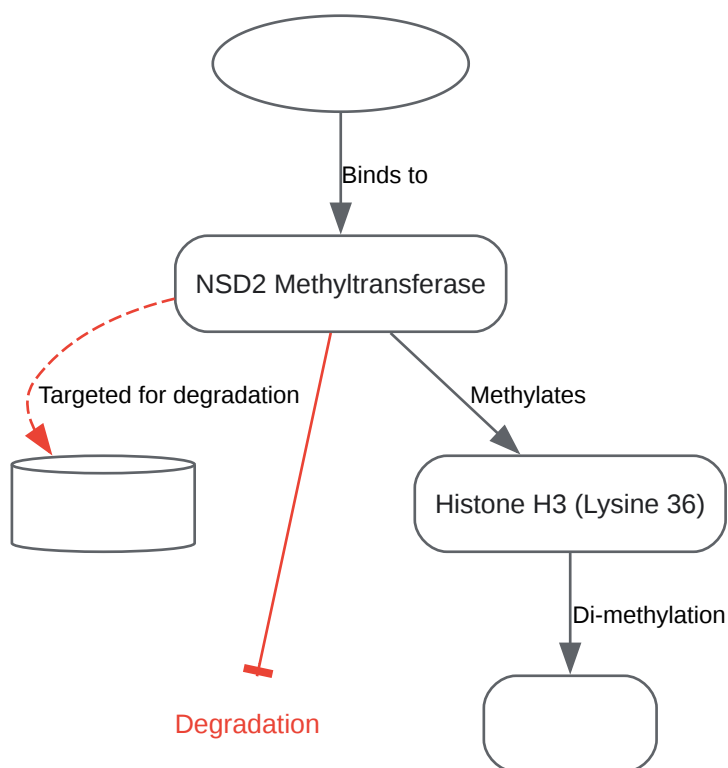 Binds to
NSD2 Methyltransferase
Targeted for degradation
Methylates
Histone H3 (Lysine 36)
Di-methylation
Degradation